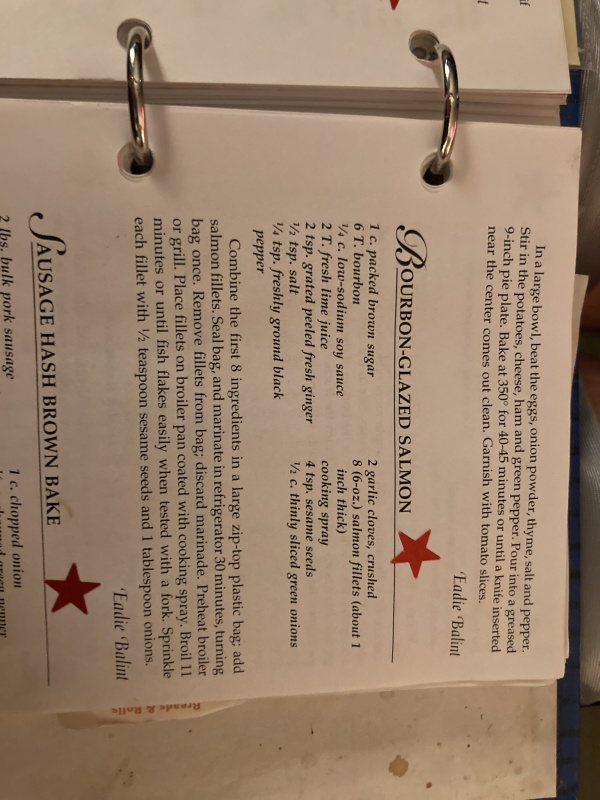 In a large bowl, beat the eggs, onion powder, thyme, salt and pepper.
Stir in the potatoes, cheese, ham and green pepper. Pour into a greased
9-inch pie plate. Bake at 350° for 40-45 minutes or until a knife inserted
near the center comes out clean. Garnish with tomato slices.
Eadie Balint
BOURBON-GLAZED SALMON
1 c. packed brown sugar
6 T. bourbon
¼ c. low-sodium soy sauce
2 T. fresh lime juice
2 tsp. grated peeled fresh ginger
½ tsp. salt
¼ tsp. freshly ground black
pepper
2 garlic cloves, crushed
8 (6-oz.) salmon fillets (about 1
inch thick)
cooking spray
4 tsp. sesame seeds
½ c. thinly sliced green onions
Combine the first 8 ingredients in a large zip-top plastic bag; add
salmon fillets. Seal bag, and marinate in refrigerator 30 minutes, turning
bag once. Remove fillets from bag; discard marinade. Preheat broiler
or grill. Place fillets on broiler pan coated with cooking spray. Broil 11
minutes or until fish flakes easily when tested with a fork. Sprinkle
each fillet with ½ teaspoon sesame seeds and 1 tablespoon onions.
Eadie Balint
SAUSAGE HASH BROWN BAKE
2 lbs. bulk pork sausage
1 c. chopped onion
green pepper
Breads & Rolls